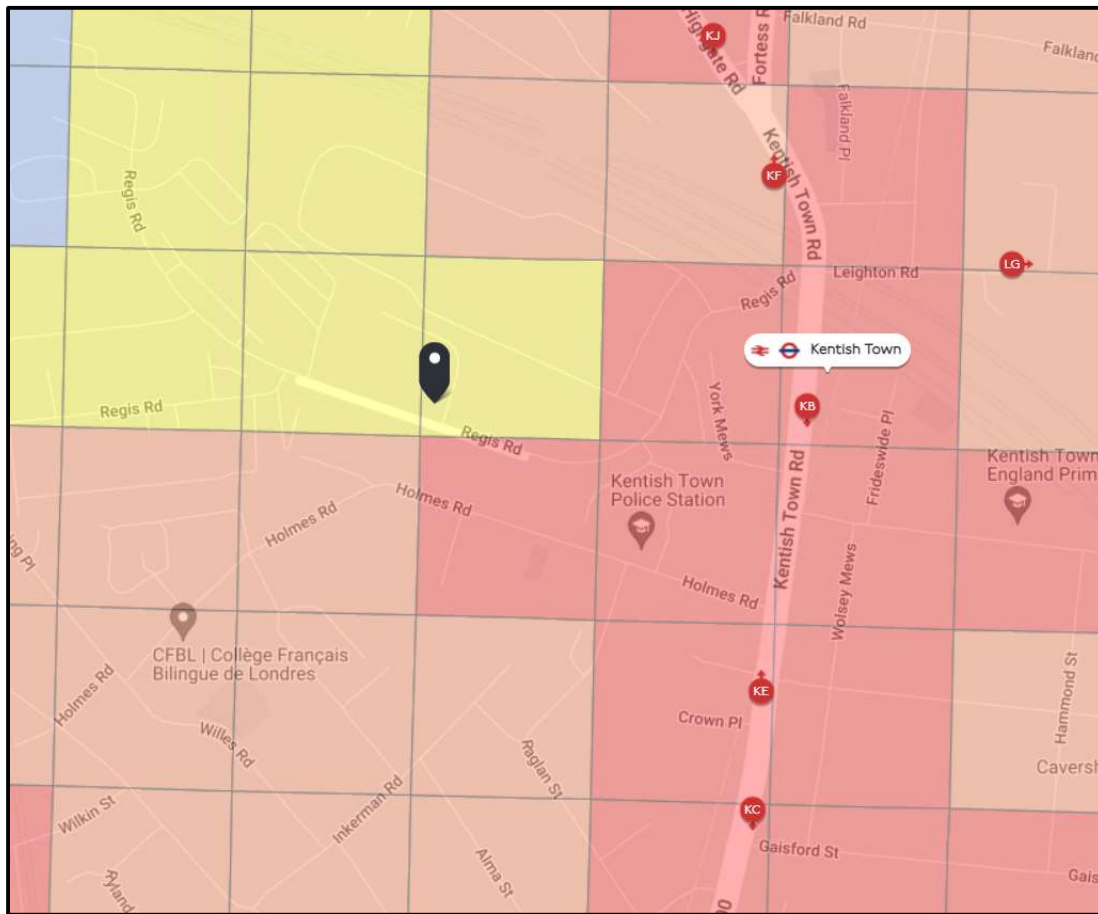 KJ
Highgate Rd
Fortess R
Falkland Rd
Falkland
Falkland Pl
Kentish Town Rd
KF
Regis Rd
LG
Leighton Rd
Regis Rd
Kentish Town
KB
York Mews
Frideswide Pl
Regis Rd
Regis Rd
Kentish Town
England Prim
Kentish Town
Police Station
Holmes Rd
Holmes Rd
Kentish Town Rd
ing Pl
Holmes Rd
Wolsey Mews
CFBL | Collège Français
Bilingue de Londres
Holmes Rd
KE
Hammond St
Crown Pl
Willes Rd
Raglan St
Caversh
Inkerman Rd
KC
Wilkin St
Gaisford St
Alma St
Gais
Ryland
00